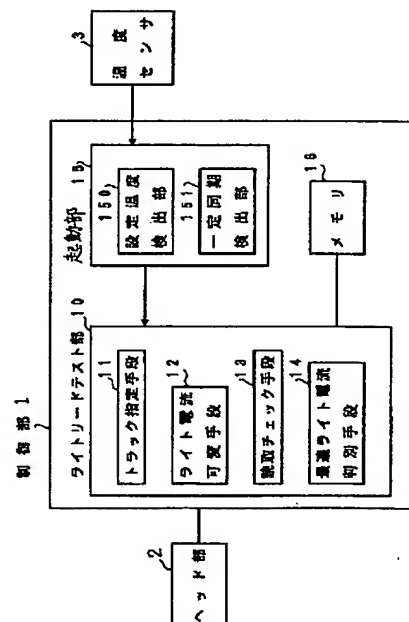 制御部 1
ライトリードテスト部
10
11
トラック指定手段
12
ライト電流
可変手段
13
読取チェック手段
14
最適ライト電流
判別手段
起動部
15
150
設定温度
検出部
151
一定同期
検出部
16
メモリ
2
ヘッド部
3
温度
センサ